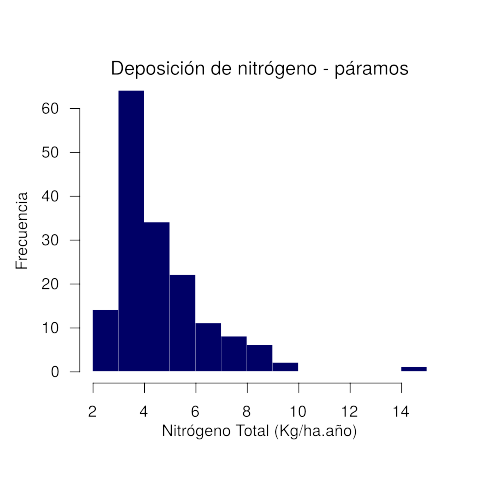 Deposición de nitrógeno - páramos
Frecuencia
60
50
40
30
20
10
0
2 4 6 8 10 12 14
Nitrógeno Total (Kg/ha.año)